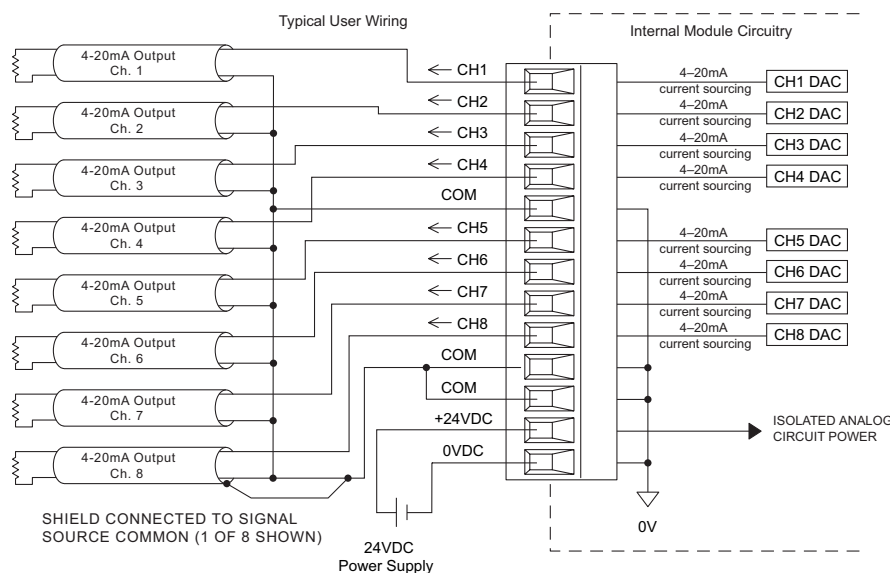 Typical User Wiring
Internal Module Circuitry
4-20mA Output
Ch. 1
4-20mA Output
Ch. 2
4-20mA Output
Ch. 3
4-20mA Output
Ch. 4
4-20mA Output
Ch. 5
4-20mA Output
Ch. 6
4-20mA Output
Ch. 7
4-20mA Output
Ch. 8
CH1
CH2
CH3
CH4
COM
CH5
CH6
CH7
CH8
COM
COM
+24VDC
0VDC
4–20mA
current sourcing
CH1 DAC
4–20mA
current sourcing
CH2 DAC
4–20mA
current sourcing
CH3 DAC
4–20mA
current sourcing
CH4 DAC
4–20mA
current sourcing
CH5 DAC
4–20mA
current sourcing
CH6 DAC
4–20mA
current sourcing
CH7 DAC
4–20mA
current sourcing
CH8 DAC
ISOLATED ANALOG
CIRCUIT POWER
0V
SHIELD CONNECTED TO SIGNAL
SOURCE COMMON (1 OF 8 SHOWN)
24VDC
Power Supply